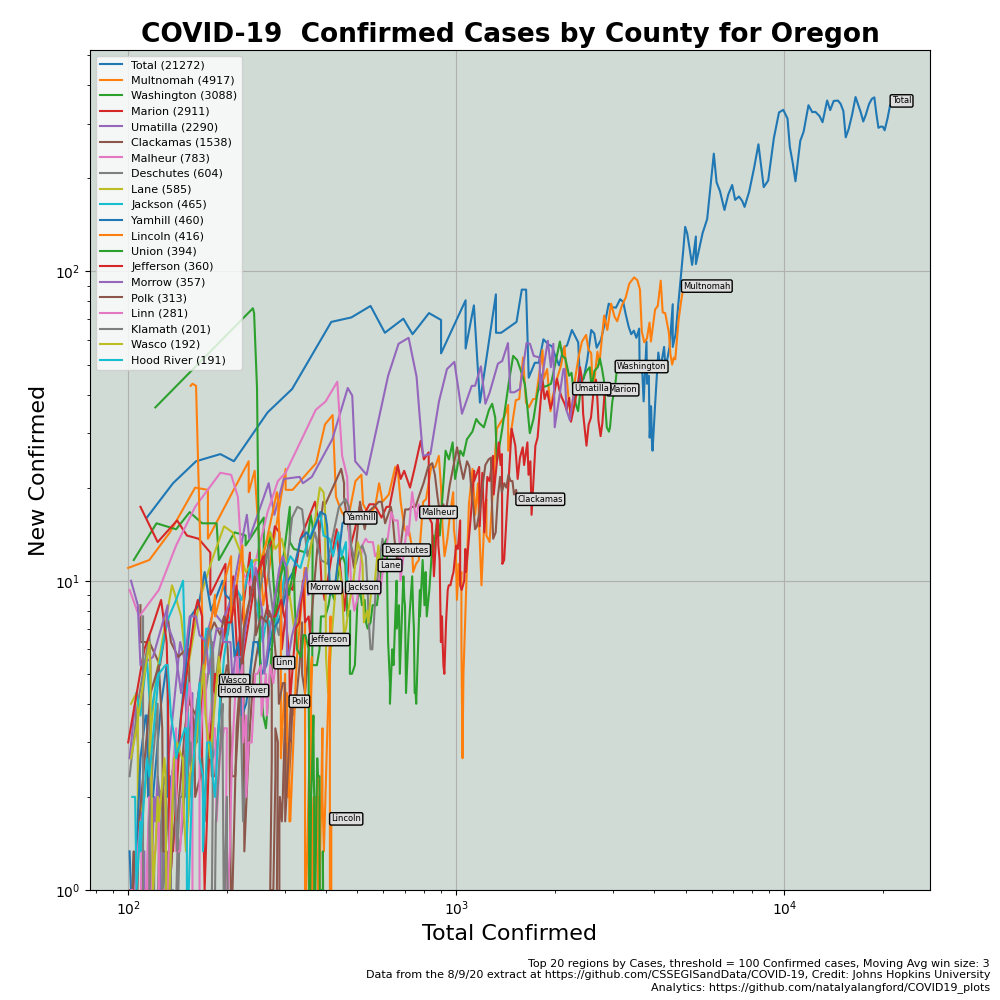 COVID-19  Confirmed Cases by County for Oregon
Total (21272)
Multnomah (4917)
Washington (3088)
Marion (2911)
Umatilla (2290)
Clackamas (1538)
Malheur (783)
Deschutes (604)
Lane (585)
Jackson (465)
Yamhill (460)
Lincoln (416)
Union (394)
Jefferson (360)
Morrow (357)
Polk (313)
Linn (281)
Klamath (201)
Wasco (192)
Hood River (191)
Total
Multnomah
Washington
Umatilla
Marion
Clackamas
Malheur
Yamhill
Deschutes
Lane
Morrow
Jackson
Jefferson
Linn
Wasco
Hood River
Polk
Lincoln
New Confirmed
10²
10¹
10⁰
10²
10³
10⁴
Total Confirmed
Top 20 regions by Cases, threshold = 100 Confirmed cases, Moving Avg win size: 3
Data from the 8/9/20 extract at https://github.com/CSSEGISandData/COVID-19, Credit: Johns Hopkins University
Analytics: https://github.com/natalyalangford/COVID19_plots